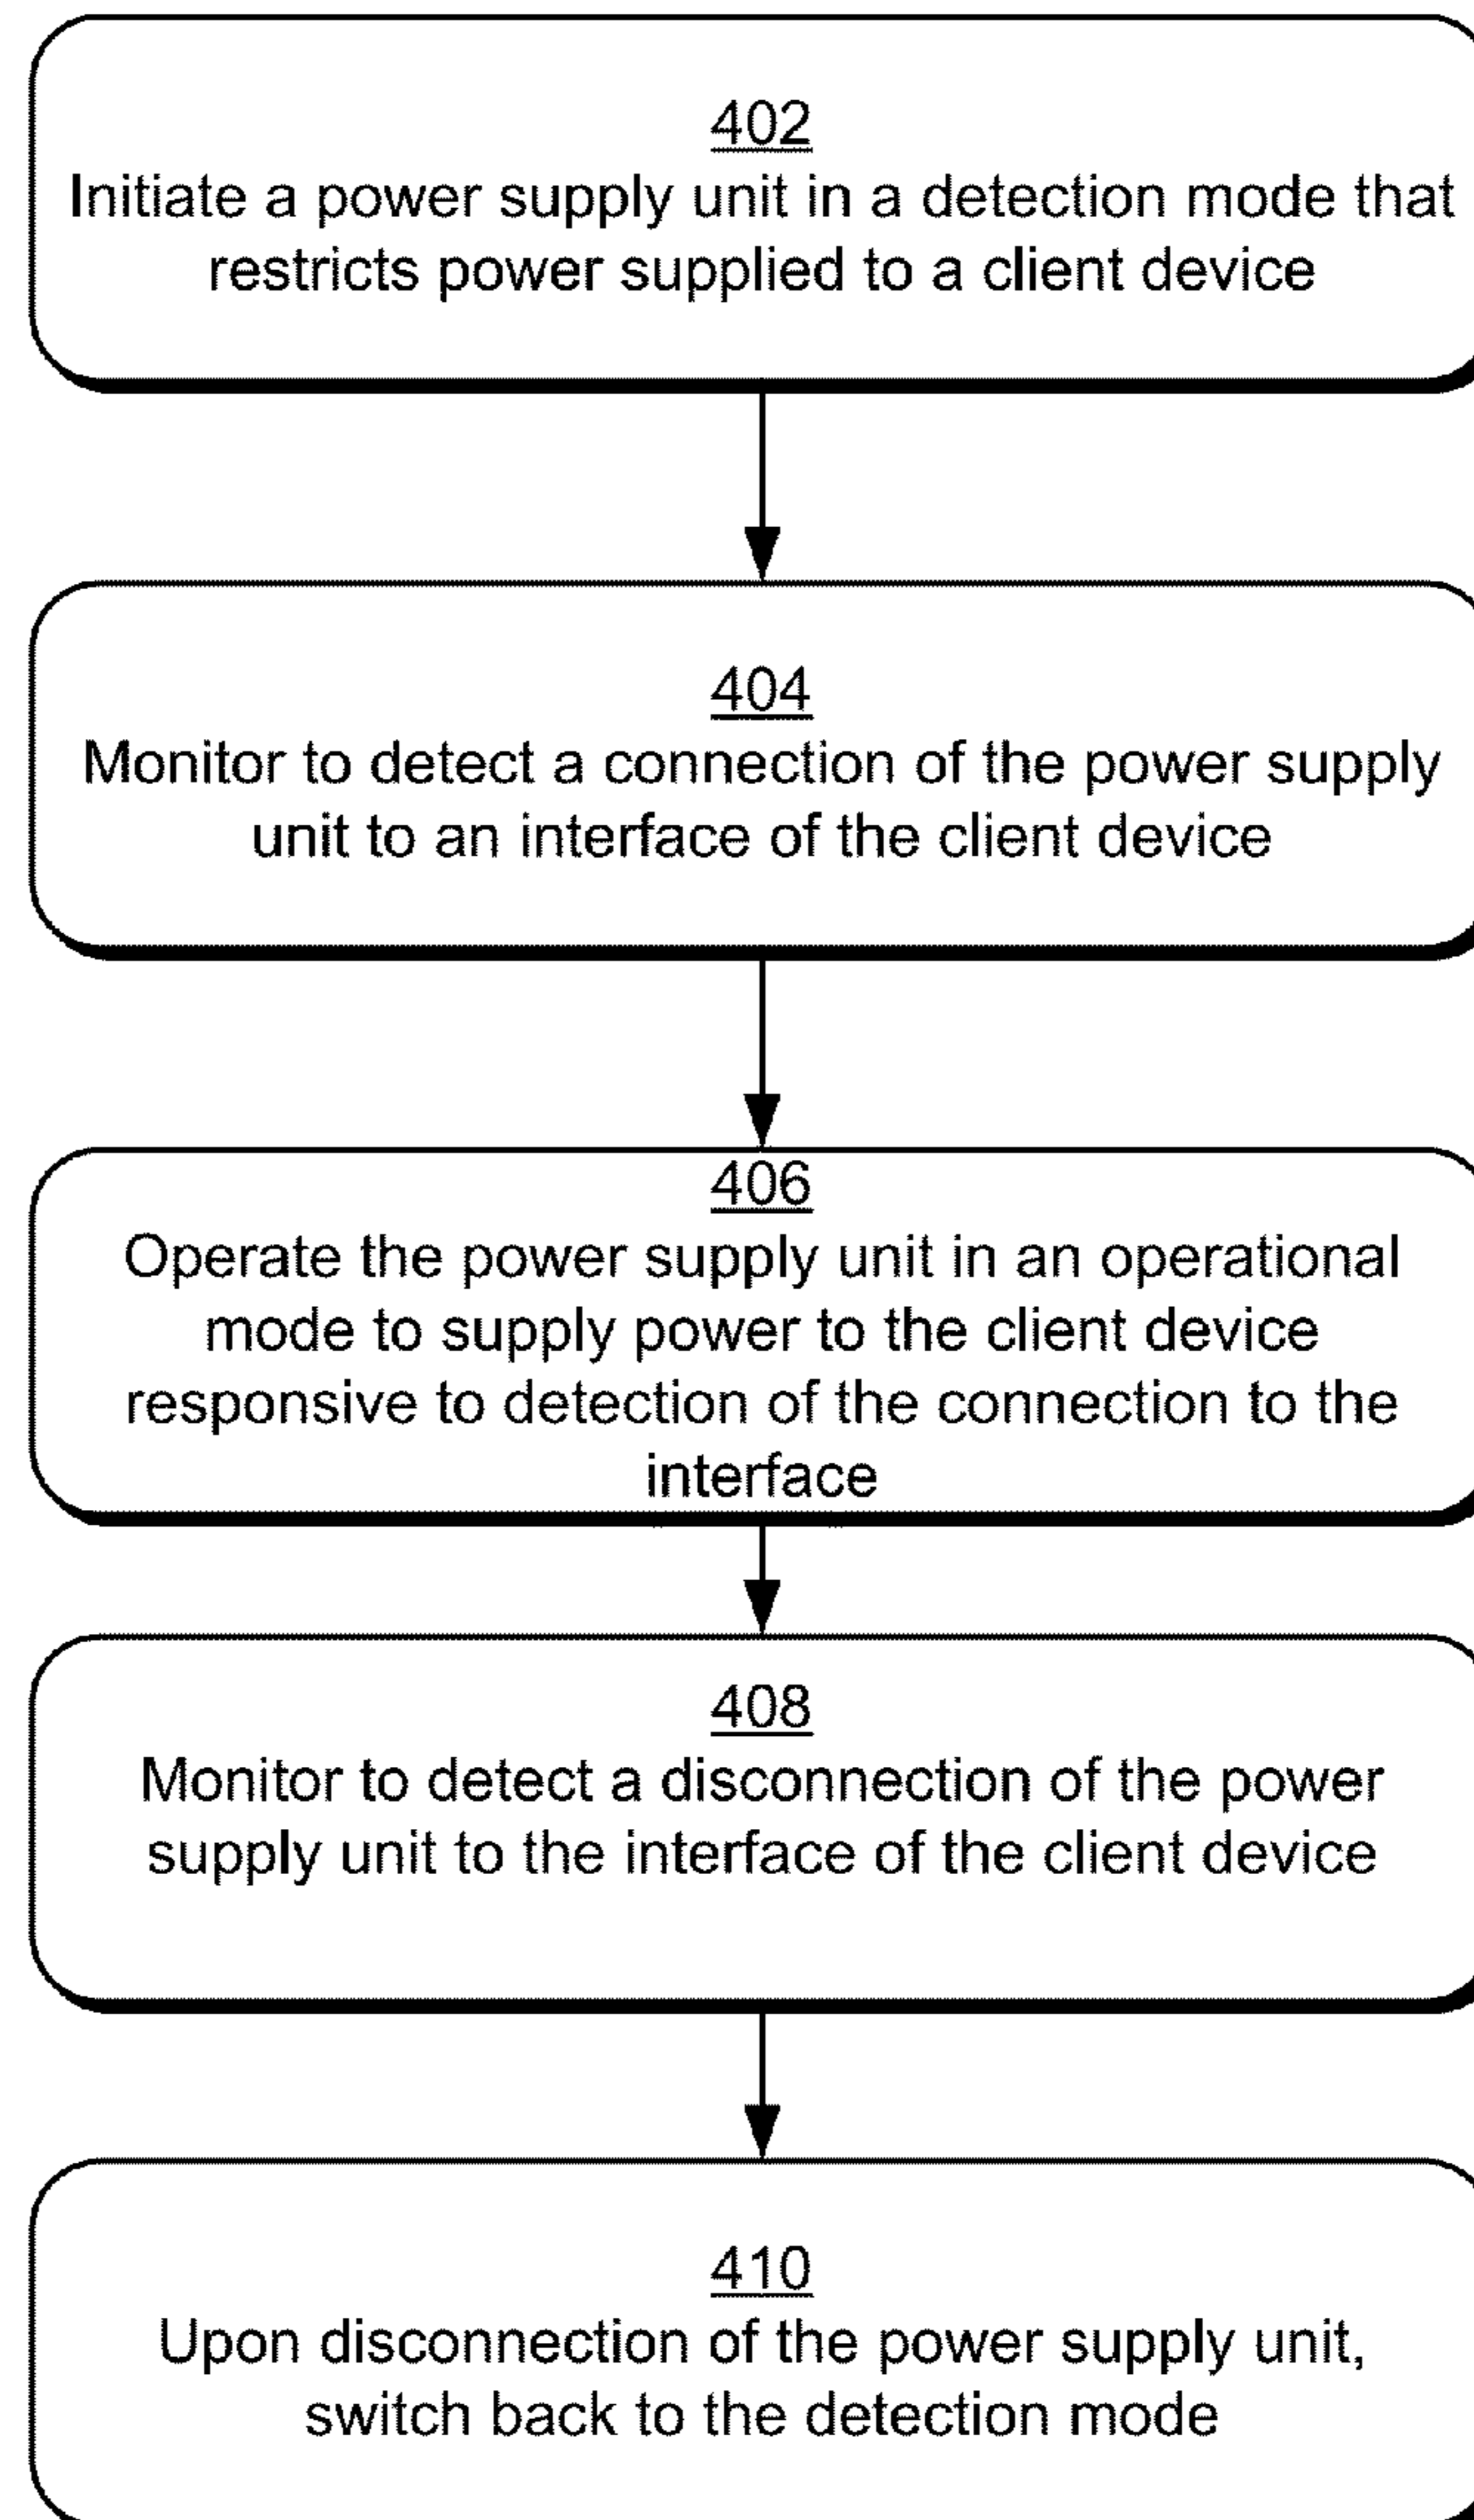 402
Initiate a power supply unit in a detection mode that
restricts power supplied to a client device
404
Monitor to detect a connection of the power supply
unit to an interface of the client device
406
Operate the power supply unit in an operational
mode to supply power to the client device
responsive to detection of the connection to the
interface
408
Monitor to detect a disconnection of the power
supply unit to the interface of the client device
410
Upon disconnection of the power supply unit,
switch back to the detection mode